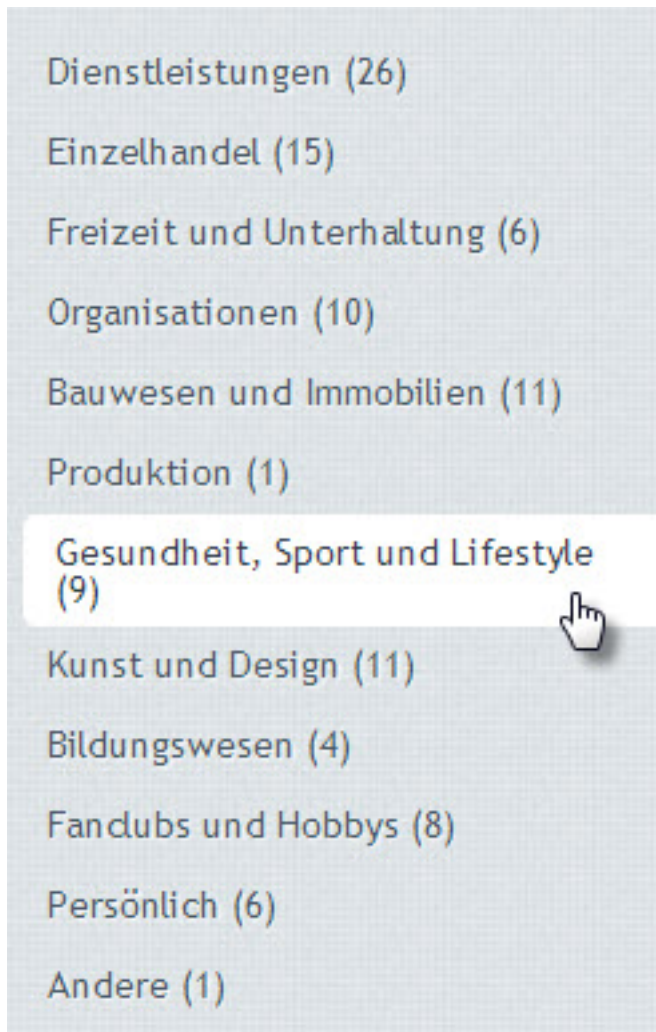 Dienstleistungen (26)
Einzelhandel (15)
Freizeit und Unterhaltung (6)
Organisationen (10)
Bauwesen und Immobilien (11)
Produktion (1)
Gesundheit, Sport und Lifestyle
(9)
Kunst und Design (11)
Bildungswesen (4)
Fanclubs und Hobbys (8)
Persönlich (6)
Andere (1)